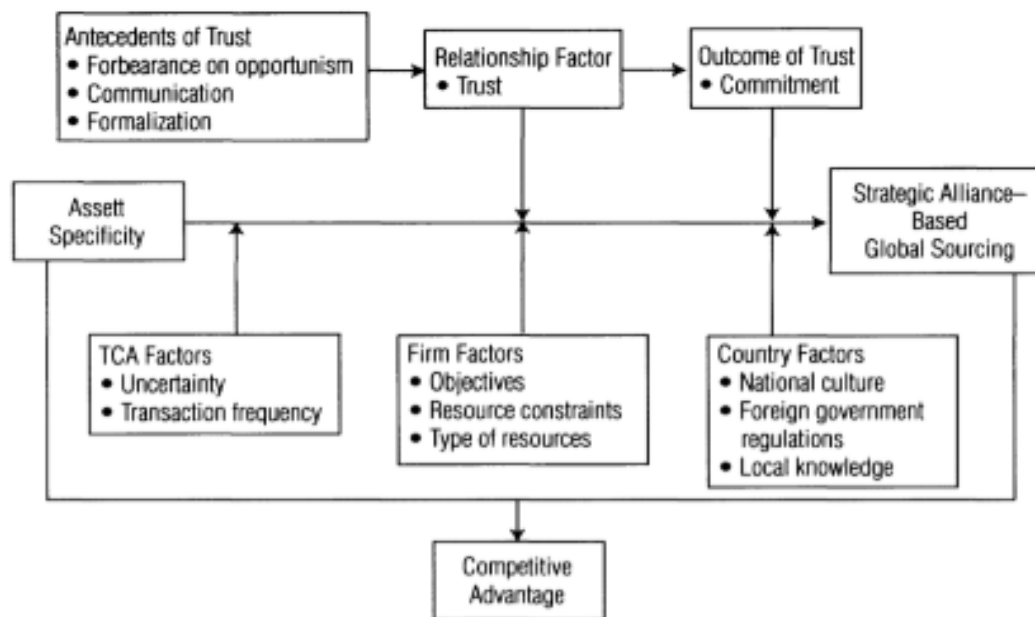 Antecedents of Trust
• Forbearance on opportunism
• Communication
• Formalization
Relationship Factor
• Trust
Outcome of Trust
• Commitment
Assett
Specificity
Strategic Alliance–
Based
Global Sourcing
TCA Factors
• Uncertainty
• Transaction frequency
Firm Factors
• Objectives
• Resource constraints
• Type of resources
Country Factors
• National culture
• Foreign government
regulations
• Local knowledge
Competitive
Advantage